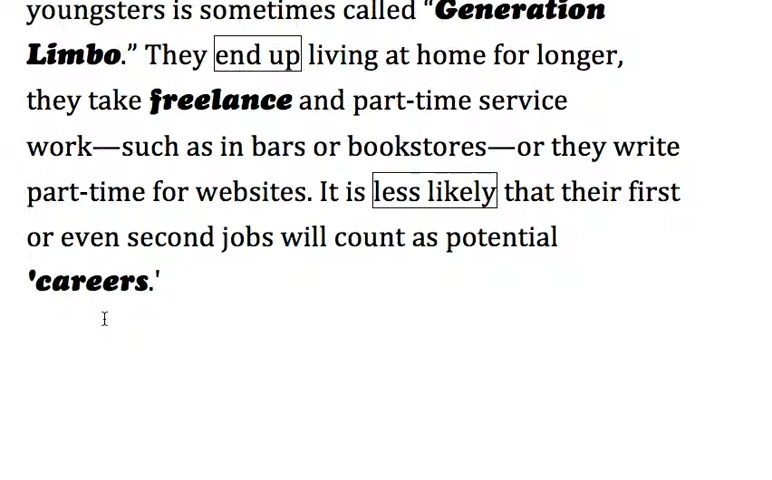 youngsters is sometimes called “Generation
Limbo.” They end up living at home for longer,
they take freelance and part-time service
work—such as in bars or bookstores—or they write
part-time for websites. It is less likely that their first
or even second jobs will count as potential
'careers.'